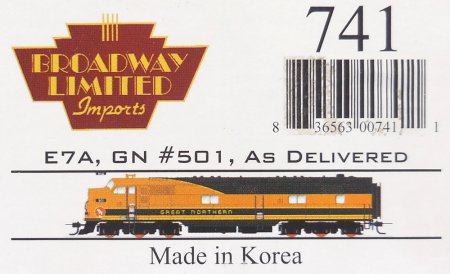 BROADWAY
LIMITED
Imports
741
8 36563 00741 1
E7A, GN #501, As Delivered
GREAT NORTHERN
Made in Korea